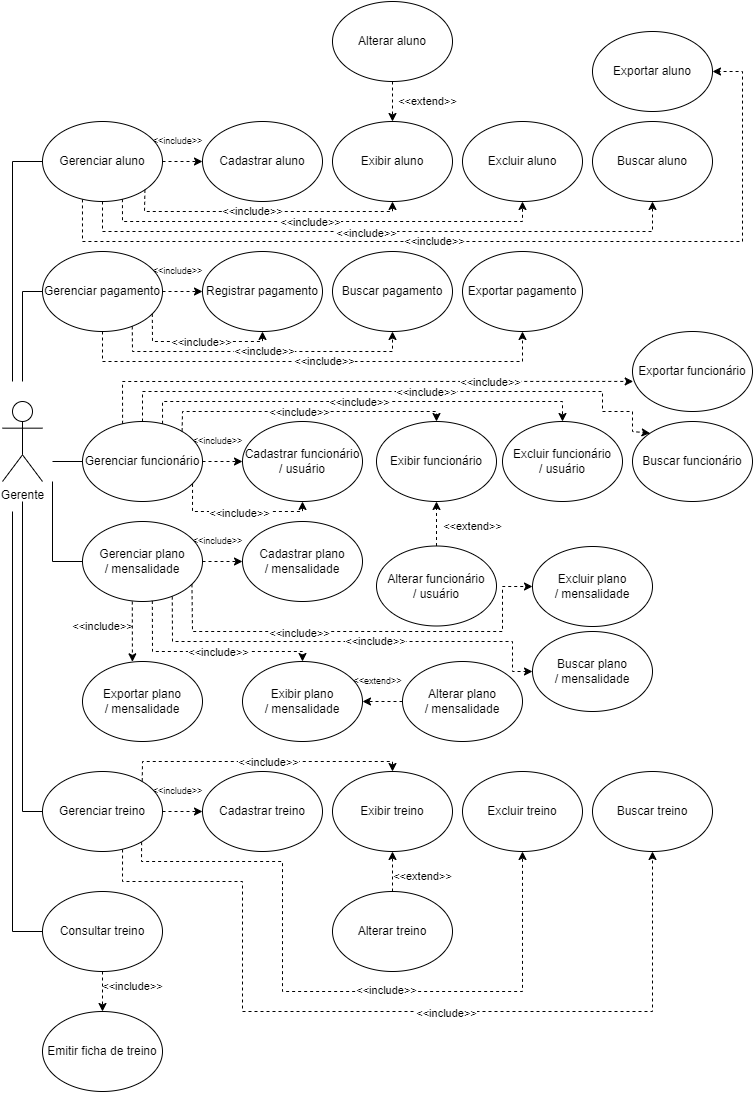 Alterar aluno
Exportar aluno
<<extend>>
<<include>>
Gerenciar aluno
Cadastrar aluno
Exibir aluno
Excluir aluno
Buscar aluno
<<include>>
<<include>>
<<include>>
<<include>>
<<include>>
Gerenciar pagamento
Registrar pagamento
Buscar pagamento
Exportar pagamento
<<include>>
<<include>>
<<include>>
Exportar funcionário
<<include>>
<<include>>
<<include>>
<<include>>
<<include>>
Gerenciar funcionário
Cadastrar funcionário
/ usuário
Exibir funcionário
Excluir funcionário
/ usuário
Buscar funcionário
Gerente
<<include>>
<<extend>>
<<include>>
Gerenciar plano
/ mensalidade
Cadastrar plano
/ mensalidade
Alterar funcionário
/ usuário
Excluir plano
/ mensalidade
<<include>>
<<include>>
<<include>>
<<include>>
Buscar plano
/ mensalidade
<<extend>>
Exportar plano
/ mensalidade
Exibir plano
/ mensalidade
Alterar plano
/ mensalidade
<<include>>
<<include>>
Gerenciar treino
Cadastrar treino
Exibir treino
Excluir treino
Buscar treino
<<extend>>
Consultar treino
Alterar treino
<<include>>
<<include>>
<<include>>
Emitir ficha de treino